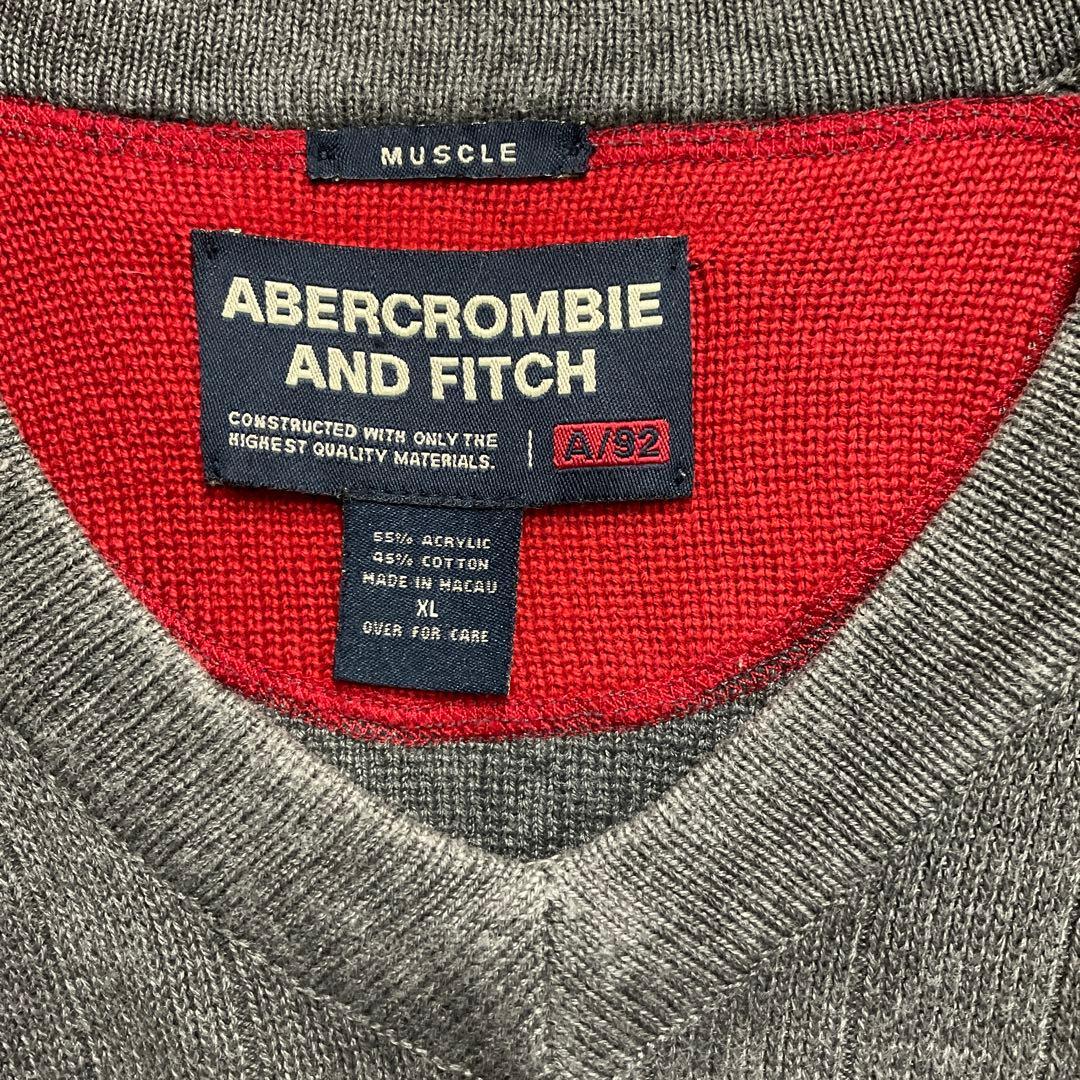 MUSCLE
ABERCROMBIE
AND FITCH
CONSTRUCTED WITH ONLY THE
HIGHEST QUALITY MATERIALS.
A/92
55% ACRYLIC
45% COTTON
MADE IN MACAU
XL
OVER FOR CARE